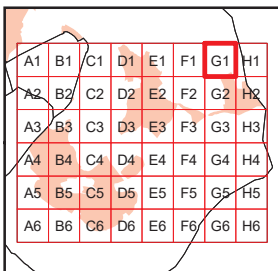 A1 B1 C1 D1 E1 F1 G1 H1
A2 B2 C2 D2 E2 F2 G2 H2
A3 B3 C3 D3 E3 F3 G3 H3
A4 B4 C4 D4 E4 F4 G4 H4
A5 B5 C5 D5 E5 F5 G5 H5
A6 B6 C6 D6 E6 F6 G6 H6